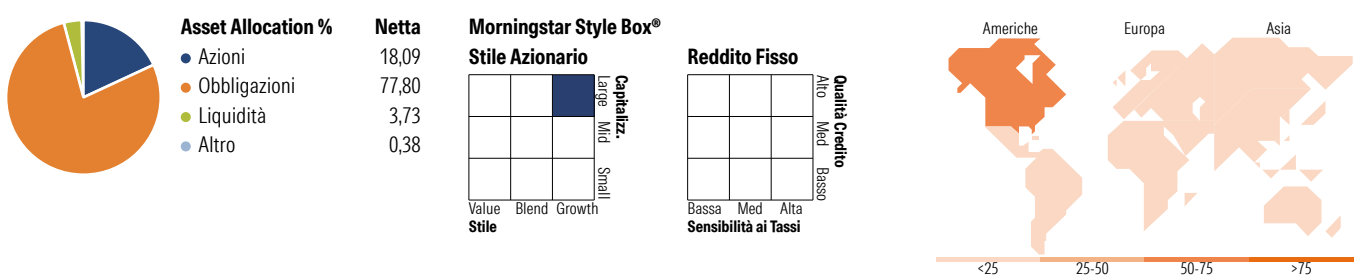 Asset Allocation % Netta
Azioni 18,09
Obbligazioni 77,80
Liquidità 3,73
Altro 0,38
Morningstar Style Box®
Stile Azionario
Large Mid Small
Capitalizz.
Value Blend Growth
Stile
Reddito Fisso
Alto Med Basso
Qualità Credito
Bassa Med Alta
Sensibilità ai Tassi
Americhe Europa Asia
<25 25-50 50-75 >75